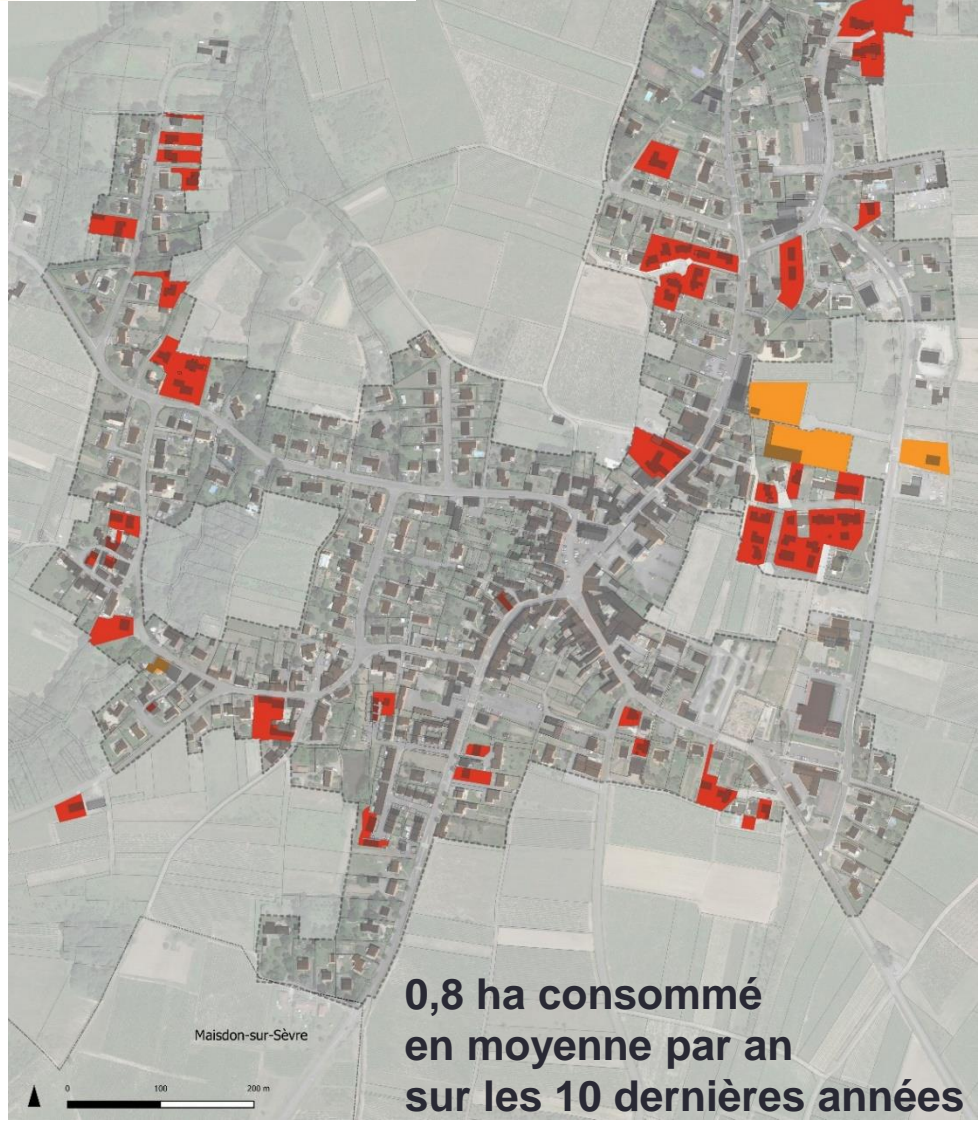 Maisdon-sur-Sèvre
0 100 200 m
0,8 ha consommé
en moyenne par an
sur les 10 dernières années